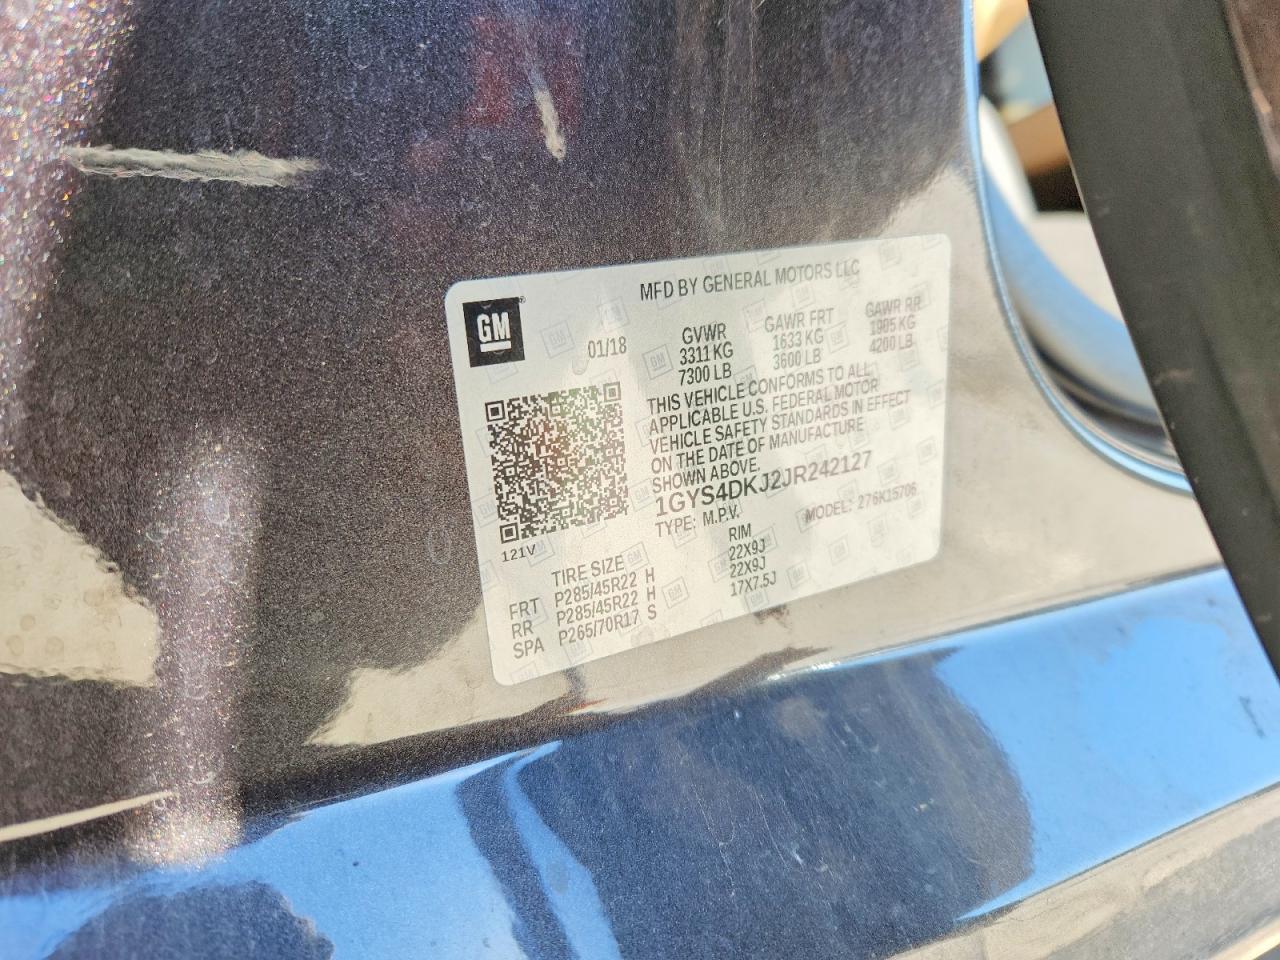 MFD BY GENERAL MOTORS LLC
GM
01/18
GVWR GAWR FRT GAWR RR
3311 KG 1633 KG 1905 KG
7300 LB 3600 LB 4200 LB
THIS VEHICLE CONFORMS TO ALL
APPLICABLE U.S. FEDERAL MOTOR
VEHICLE SAFETY STANDARDS IN EFFECT
ON THE DATE OF MANUFACTURE
SHOWN ABOVE.
1GYS4DKJ2JR242127
TYPE: M.P.V. MODEL: 276K15706
121V
TIRE SIZE RIM
FRT P285/45R22 H 22X9J
RR P285/45R22 H 22X9J
SPA P265/70R17 S 17X7.5J